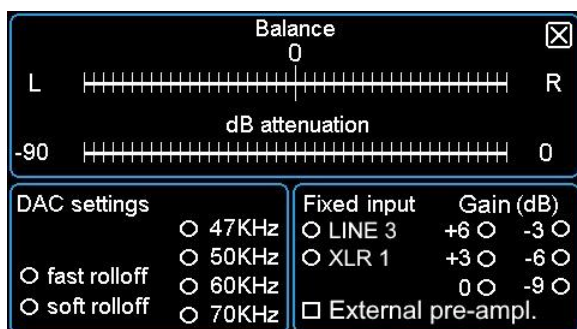 Balance
0
L R
dB attenuation
-90 0
DAC settings
47KHz
50KHz
fast rolloff 60KHz
soft rolloff 70KHz
Fixed input Gain (dB)
LINE 3 +6 -3
XLR 1 +3 -6
0 -9
External pre-ampl.